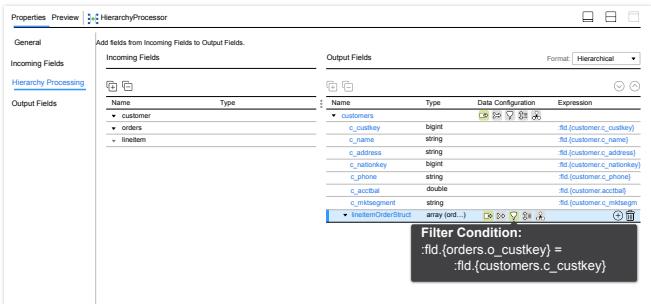 Properties Preview HierarchyProcessor
General
Incoming Fields
Hierarchy Processing
Output Fields
Add fields from Incoming Fields to Output Fields.
Incoming Fields
Name Type
customer
orders
lineitem
Output Fields Format: Hierarchical
Name Type Data Configuration Expression
customers
c_custkey bigint :fld.{customer.c_custkey}
c_name string :fld.{customer.c_name}
c_address string :fld.{customer.c_address}
c_nationkey bigint :fld.{customer.c_nationkey}
c_phone string :fld.{customer.c_phone}
c_acctbal double :fld.{customer.acctbal}
c_mktsegment string :fld.{customer.c_mktsegm
lineItemOrderStruct array (ord...)
Filter Condition:
:fld.{orders.o_custkey} =
:fld.{customers.c_custkey}